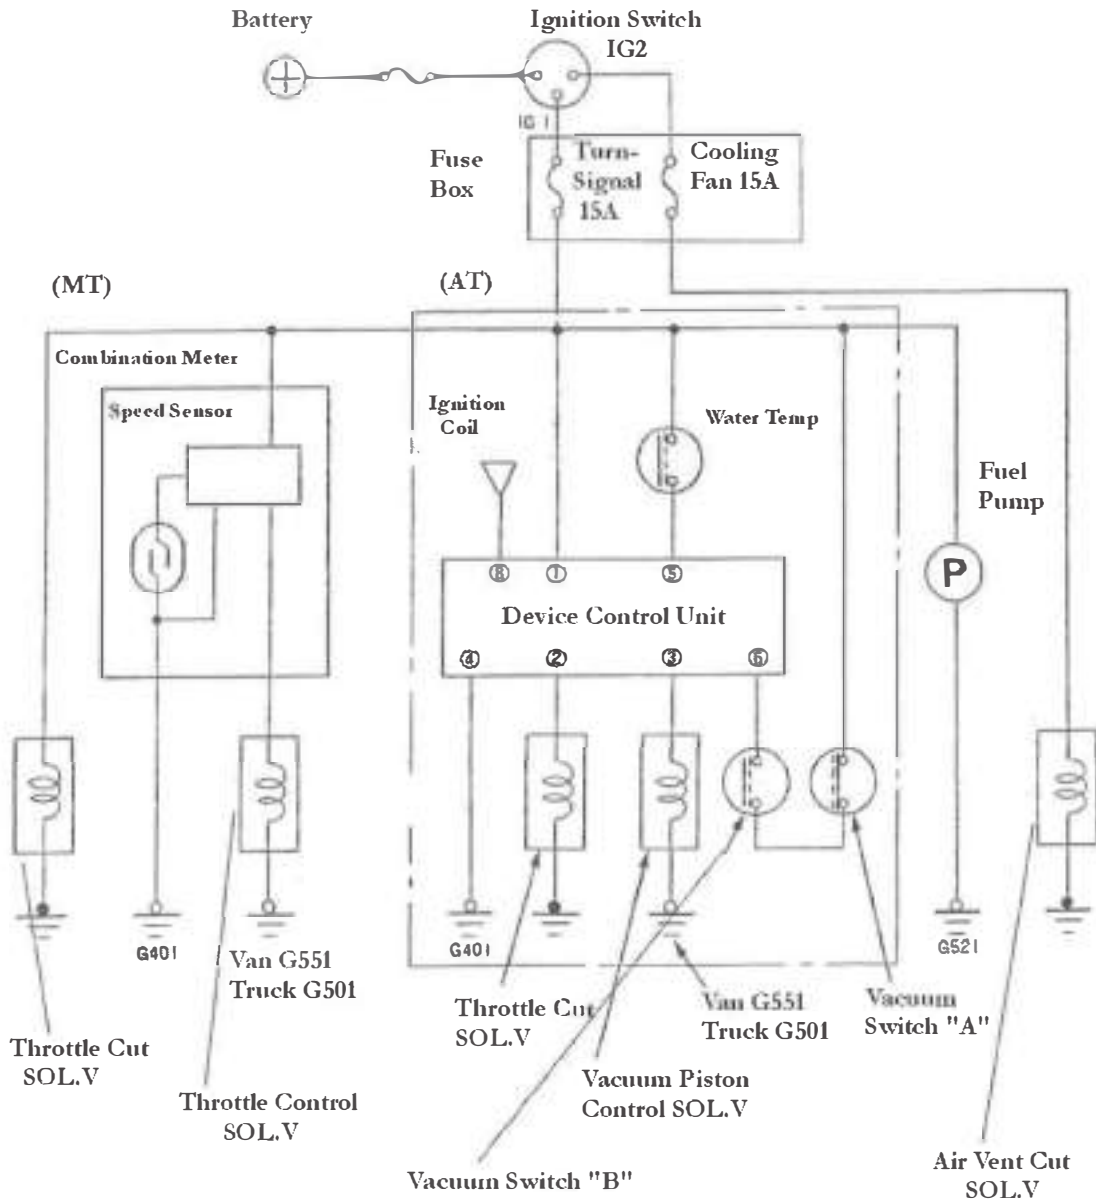 Battery
Ignition Switch
IG2
IG 1
Fuse
Box
Turn-
Signal
15A
Cooling
Fan 15A
(MT)
(AT)
Combination Meter
Speed Sensor
Ignition
Coil
Water Temp
Fuel
Pump
P
8
1
5
Device Control Unit
4
2
3
6
G401
Van G551
Truck G501
G401
G521
Throttle Cut
SOL.V
Van G551
Truck G501
Vacuum
Switch "A"
Throttle Cut
SOL.V
Throttle Control
SOL.V
Vacuum Piston
Control SOL.V
Vacuum Switch "B"
Air Vent Cut
SOL.V